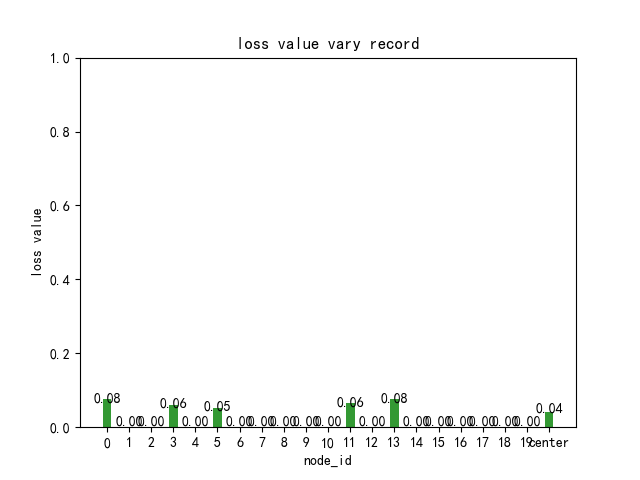 loss value vary record
1.0
0.8
0.6
0.4
0.2
0.0
loss value
0.08 0.00 0.00 0.06 0.00 0.05 0.00 0.00 0.00 0.00 0.00 0.06 0.00 0.08 0.00 0.00 0.00 0.00 0.00 0.00 0.04
0 1 2 3 4 5 6 7 8 9 10 11 12 13 14 15 16 17 18 19 center
node_id